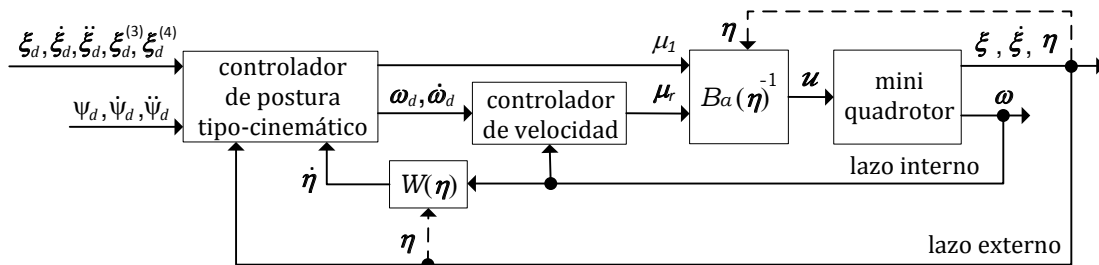 ξ_d, ξ̇_d, ξ̈_d, ξ_d^(3), ξ_d^(4)
ψ_d, ψ̇_d, ψ̈_d
controlador
de postura
tipo-cinemático
μ_1
ω_d, ω̇_d
controlador
de velocidad
μ_r
η
B_a(η)^-1
u
mini
quadrotor
ξ, ξ̇, η
ω
lazo interno
η̇
W(η)
η
lazo externo